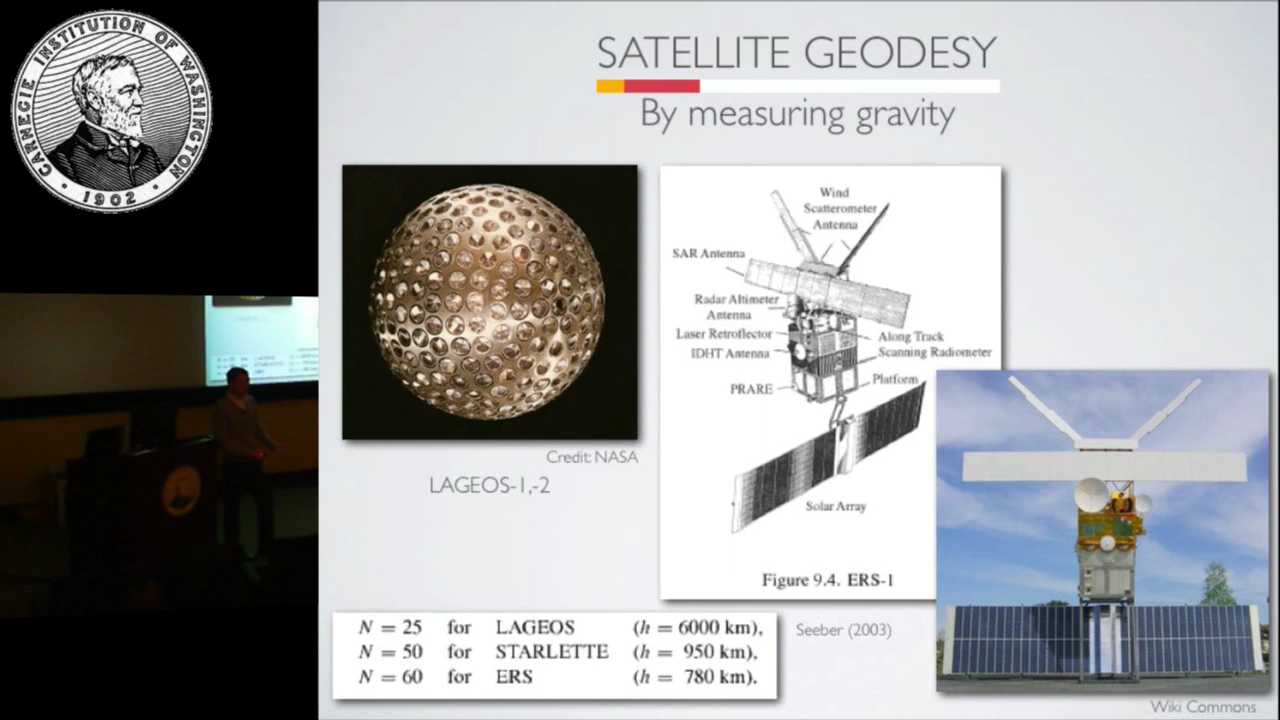 CARNEGIE INSTITUTION OF WASHINGTON
1902
SATELLITE GEODESY
By measuring gravity
Credit: NASA
LAGEOS-1,-2
Wind
Scatterometer
Antenna
SAR Antenna
Radar Altimeter
Antenna
Laser Retroflector
IDHT Antenna
PRARE
Along Track
Scanning Radiometer
Platform
Solar Array
Figure 9.4. ERS-1
Seeber (2003)
N = 25 for LAGEOS (h = 6000 km),
N = 50 for STARLETTE (h = 950 km),
N = 60 for ERS (h = 780 km).
Wiki Commons